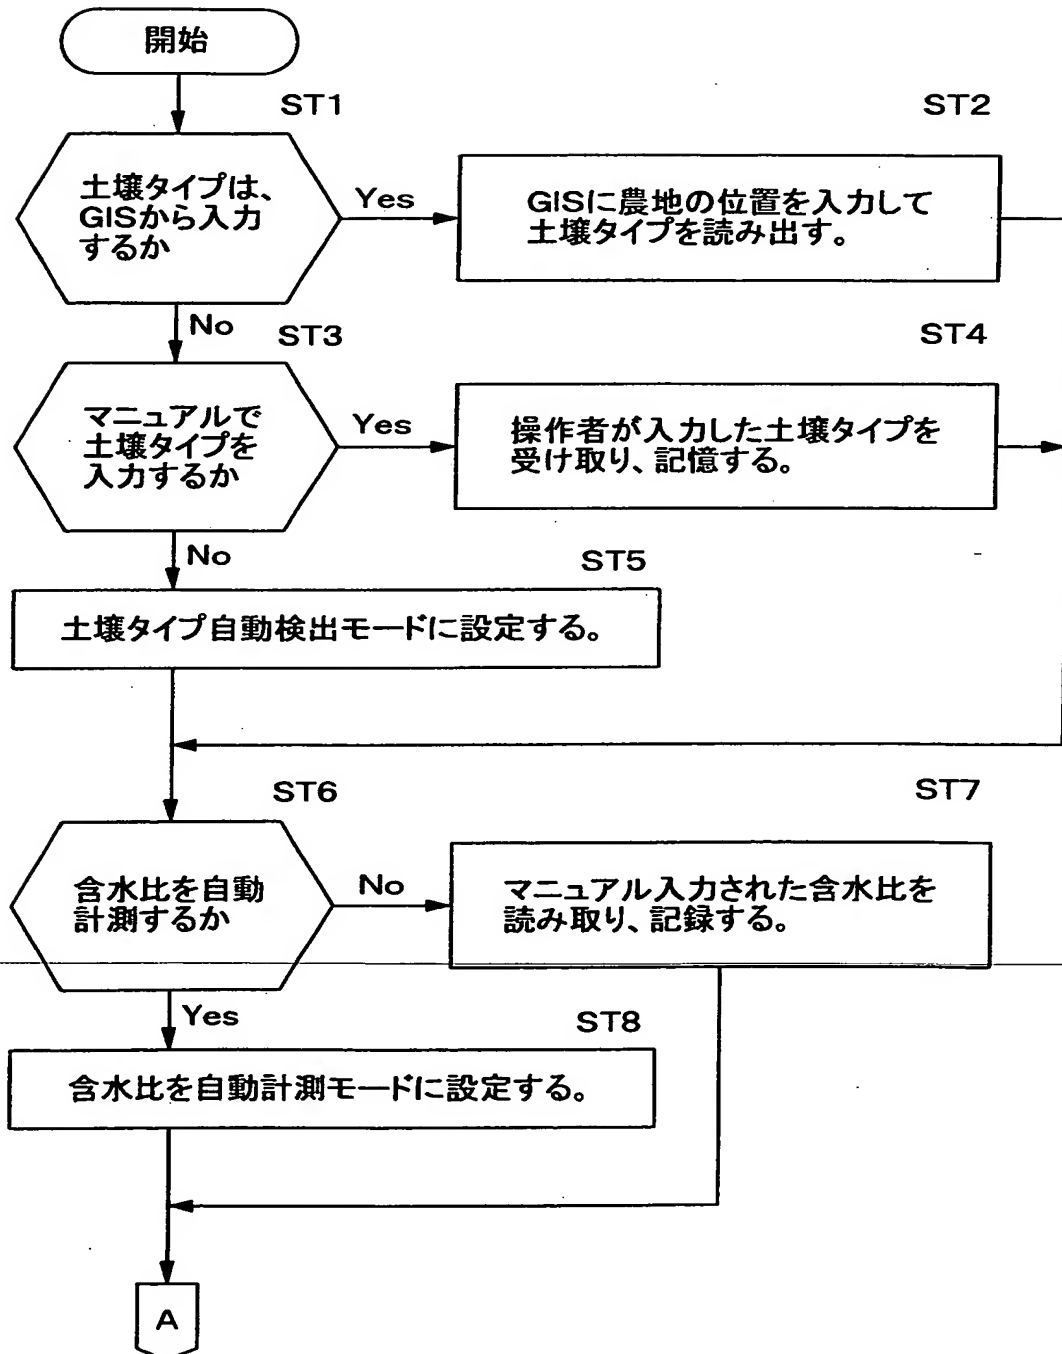 開始
ST1
土壌タイプは、
GISから入力
するか
Yes
ST2
GISに農地の位置を入力して
土壌タイプを読み出す。
No
ST3
マニュアルで
土壌タイプを
入力するか
Yes
ST4
操作者が入力した土壌タイプを
受け取り、記憶する。
No
ST5
土壌タイプ自動検出モードに設定する。
ST6
含水比を自動
計測するか
No
ST7
マニュアル入力された含水比を
読み取り、記録する。
Yes
ST8
含水比を自動計測モードに設定する。
A